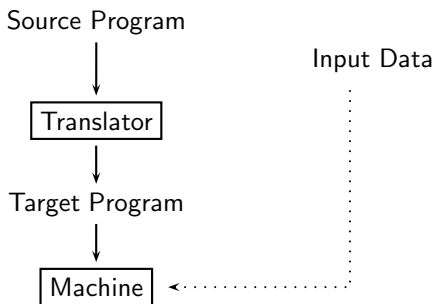 Source Program
Input Data
Translator
Target Program
Machine